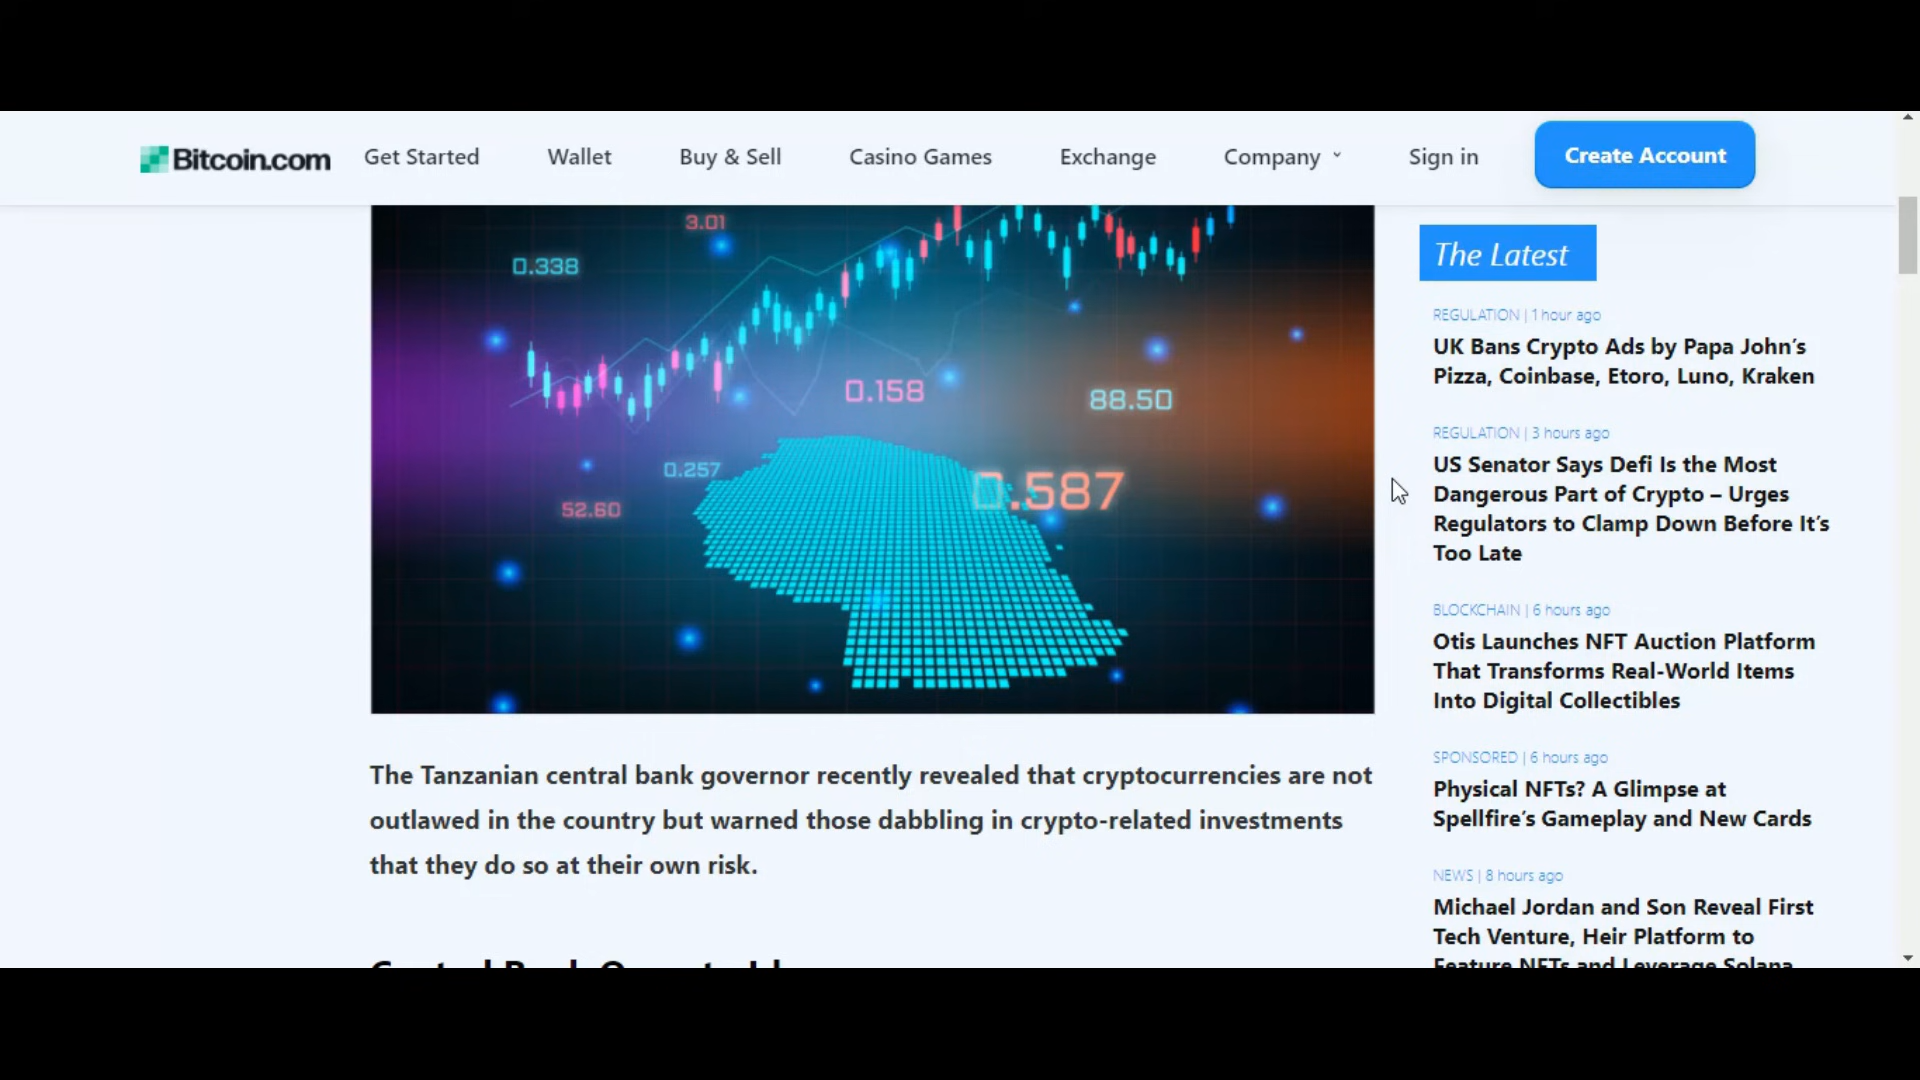 Bitcoin.com Get Started Wallet Buy & Sell Casino Games Exchange Company Sign in Create Account
3.01
0.338
0.158
88.50
0.257
0.587
52.60
The Tanzanian central bank governor recently revealed that cryptocurrencies are not
outlawed in the country but warned those dabbling in crypto-related investments
that they do so at their own risk.
The Latest
REGULATION | 1 hour ago
UK Bans Crypto Ads by Papa John’s
Pizza, Coinbase, Etoro, Luno, Kraken
REGULATION | 3 hours ago
US Senator Says Defi Is the Most
Dangerous Part of Crypto – Urges
Regulators to Clamp Down Before It’s
Too Late
BLOCKCHAIN | 6 hours ago
Otis Launches NFT Auction Platform
That Transforms Real-World Items
Into Digital Collectibles
SPONSORED | 6 hours ago
Physical NFTs? A Glimpse at
Spellfire’s Gameplay and New Cards
NEWS | 8 hours ago
Michael Jordan and Son Reveal First
Tech Venture, Heir Platform to
Feature NFTs and Leverage Solana